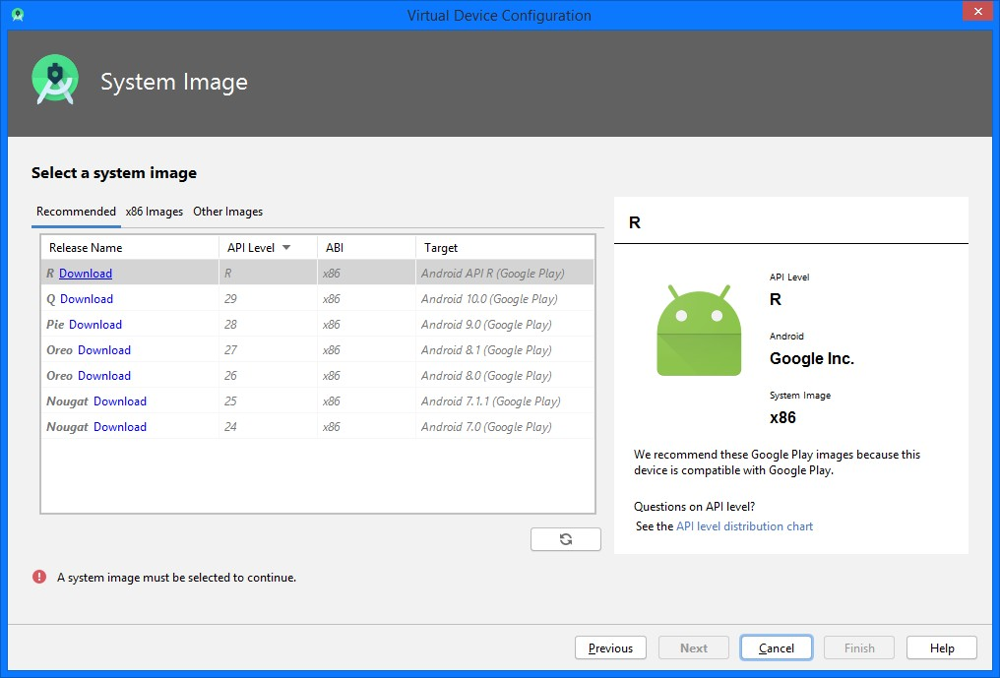 Virtual Device Configuration
System Image
Select a system image
Recommended x86 Images Other Images
Release Name API Level ABI Target
R Download R x86 Android API R (Google Play)
Q Download 29 x86 Android 10.0 (Google Play)
Pie Download 28 x86 Android 9.0 (Google Play)
Oreo Download 27 x86 Android 8.1 (Google Play)
Oreo Download 26 x86 Android 8.0 (Google Play)
Nougat Download 25 x86 Android 7.1.1 (Google Play)
Nougat Download 24 x86 Android 7.0 (Google Play)
R
API Level
R
Android
Google Inc.
System Image
x86
We recommend these Google Play images because this
device is compatible with Google Play.
Questions on API level?
See the API level distribution chart
A system image must be selected to continue.
Previous Next Cancel Finish Help